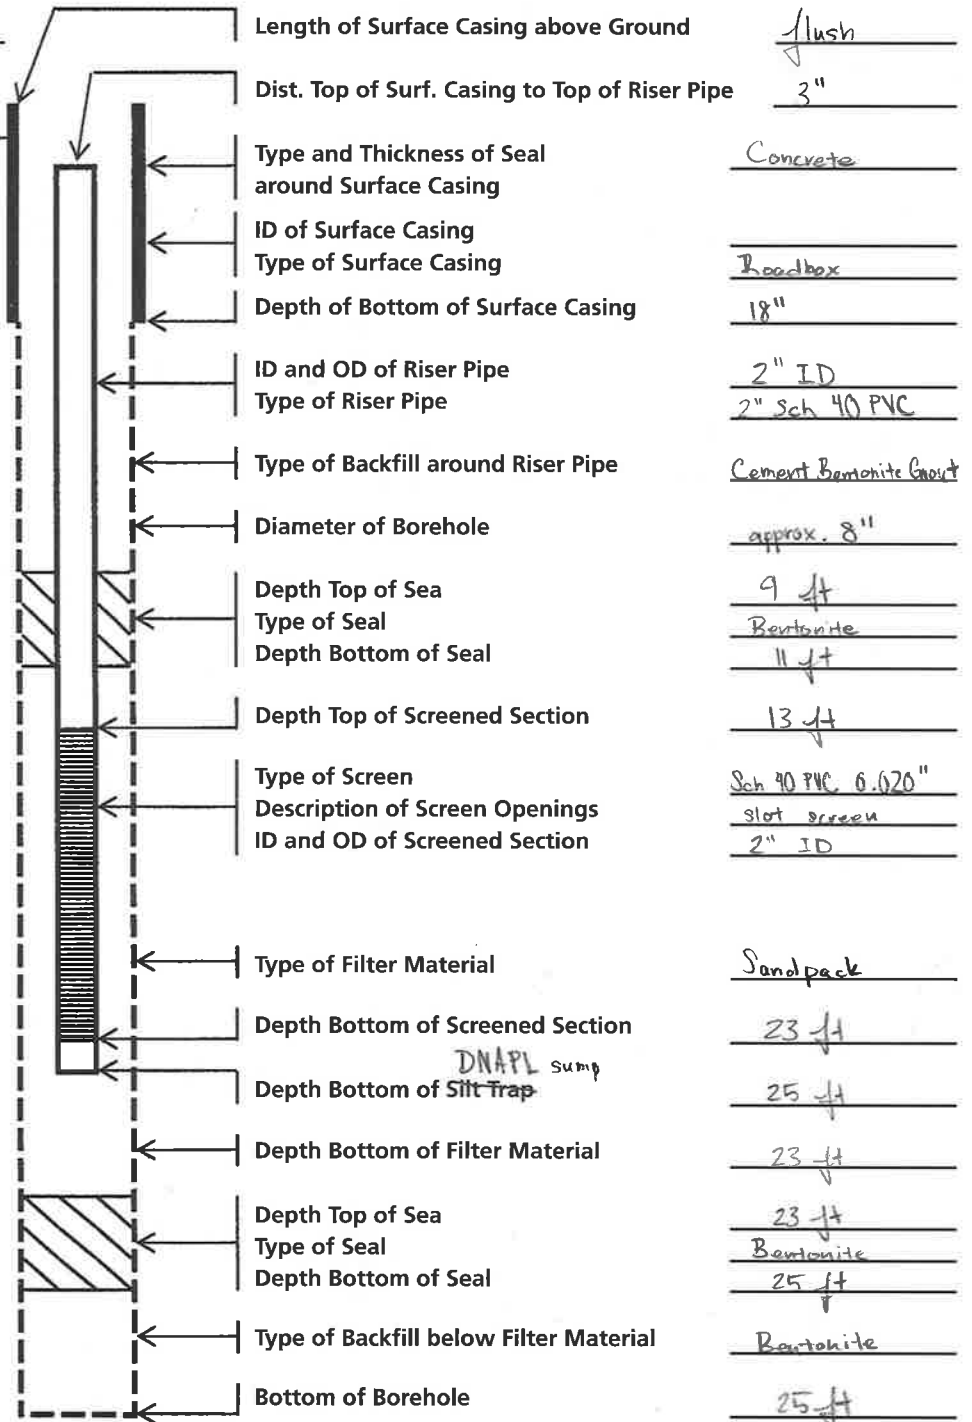 Length of Surface Casing above Ground flush
Dist. Top of Surf. Casing to Top of Riser Pipe 3"
Type and Thickness of Seal Concrete
around Surface Casing
ID of Surface Casing
Type of Surface Casing Roadbox
Depth of Bottom of Surface Casing 18"
ID and OD of Riser Pipe 2" ID
Type of Riser Pipe 2" Sch 40 PVC
Type of Backfill around Riser Pipe Cement Bentonite Grout
Diameter of Borehole approx. 8"
Depth Top of Sea 9 ft
Type of Seal Bentonite
Depth Bottom of Seal 11 ft
Depth Top of Screened Section 13 ft
Type of Screen Sch 40 PVC 0.020"
Description of Screen Openings slot screen
ID and OD of Screened Section 2" ID
Type of Filter Material Sandpack
Depth Bottom of Screened Section 23 ft
DNAPL sump
Depth Bottom of Silt Trap 25 ft
Depth Bottom of Filter Material 23 ft
Depth Top of Sea 23 ft
Type of Seal Bentonite
Depth Bottom of Seal 25 ft
Type of Backfill below Filter Material Bentonite
Bottom of Borehole 25 ft